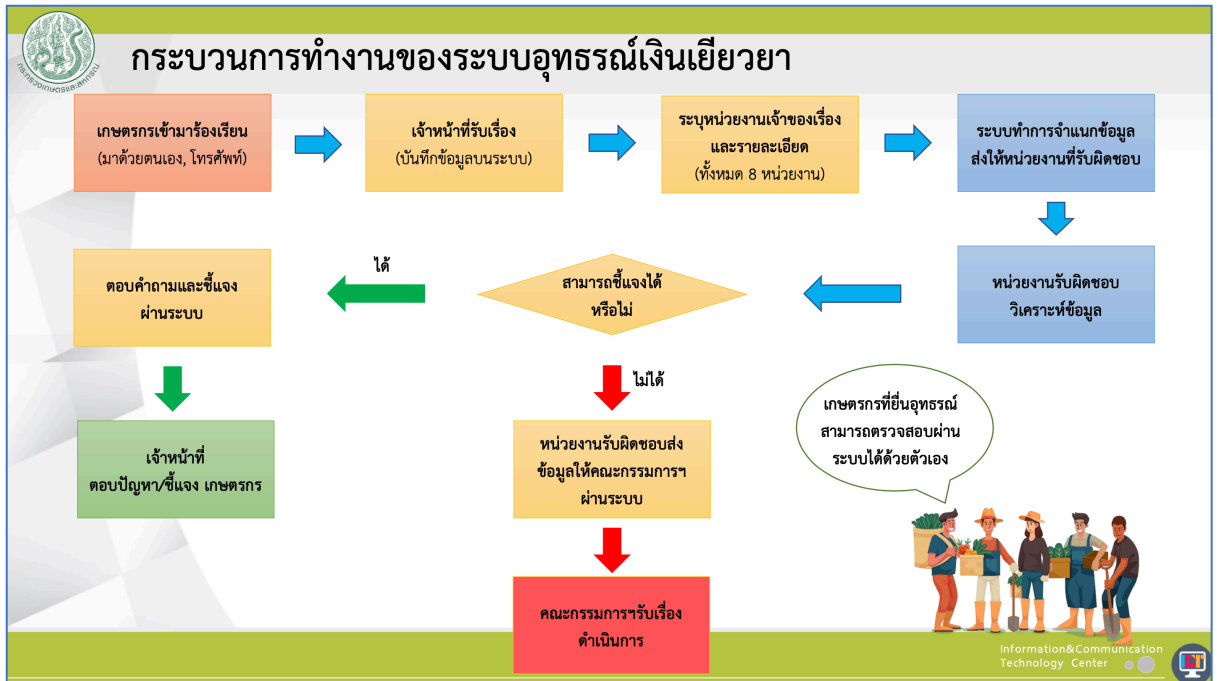 กระบวนการทำงานของระบบอุทธรณ์เงินเยียวยา
กระทรวงเกษตรและสหกรณ์
เกษตรกรเข้ามาร้องเรียน
(มาด้วยตนเอง, โทรศัพท์)
เจ้าหน้าที่รับเรื่อง
(บันทึกข้อมูลบนระบบ)
ระบุหน่วยงานเจ้าของเรื่อง
และรายละเอียด
(ทั้งหมด 8 หน่วยงาน)
ระบบทำการจำแนกข้อมูล
ส่งให้หน่วยงานที่รับผิดชอบ
หน่วยงานรับผิดชอบ
วิเคราะห์ข้อมูล
สามารถชี้แจงได้
หรือไม่
ได้
ตอบคำถามและชี้แจง
ผ่านระบบ
เจ้าหน้าที่
ตอบปัญหา/ชี้แจง เกษตรกร
ไม่ได้
หน่วยงานรับผิดชอบส่ง
ข้อมูลให้คณะกรรมการฯ
ผ่านระบบ
คณะกรรมการฯรับเรื่อง
ดำเนินการ
เกษตรกรที่ยื่นอุทธรณ์
สามารถตรวจสอบผ่าน
ระบบได้ด้วยตัวเอง
Information&Communication
Technology Center